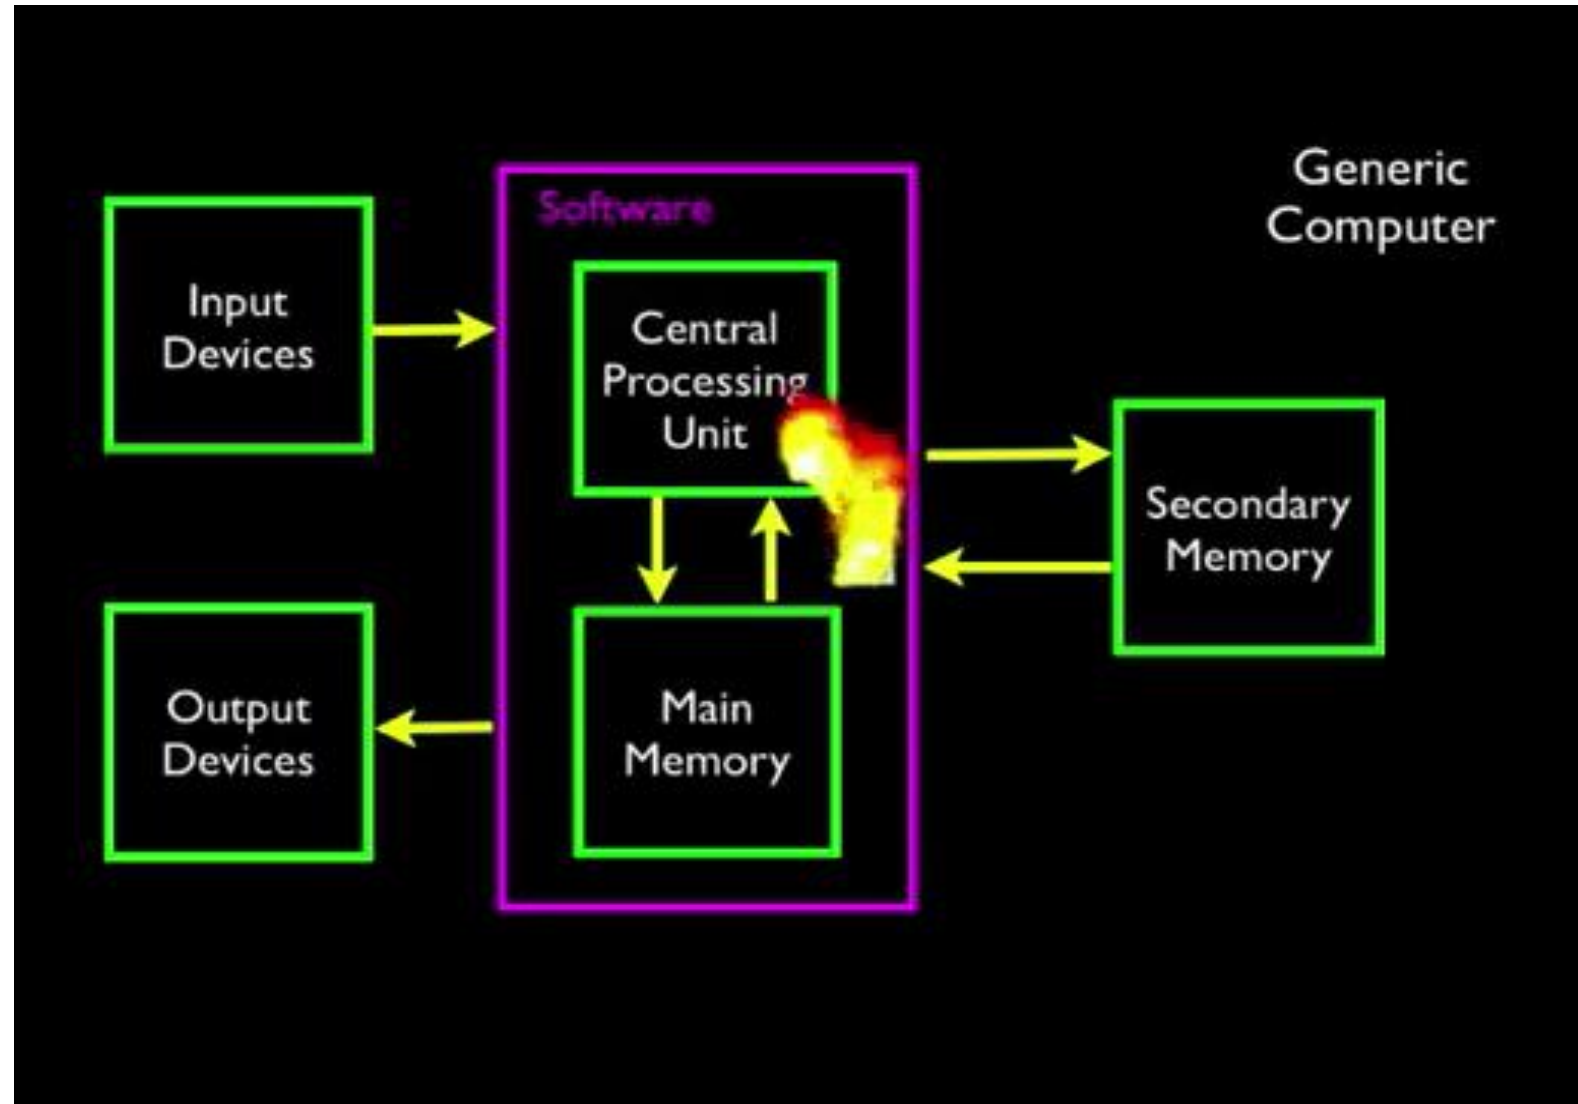 Generic
Computer
Software
Input
Devices
Central
Processing
Unit
Secondary
Memory
Output
Devices
Main
Memory